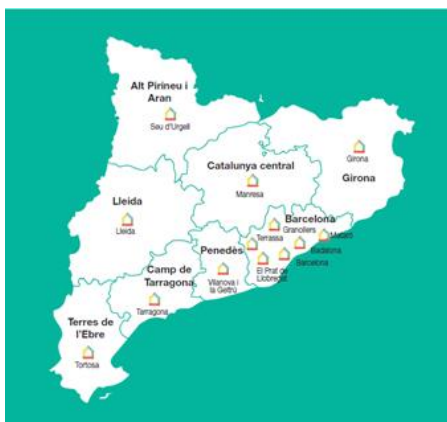 Alt Pirineu i
Aran
Seu d'Urgell
Girona
Girona
Catalunya central
Manresa
Lleida
Lleida
Barcelona
Granollers
Mataró
Terrassa
Badalona
Barcelona
El Prat de
Llobregat
Penedès
Vilanova i
la Geltrú
Camp de
Tarragona
Tarragona
Terres de
l'Ebre
Tortosa